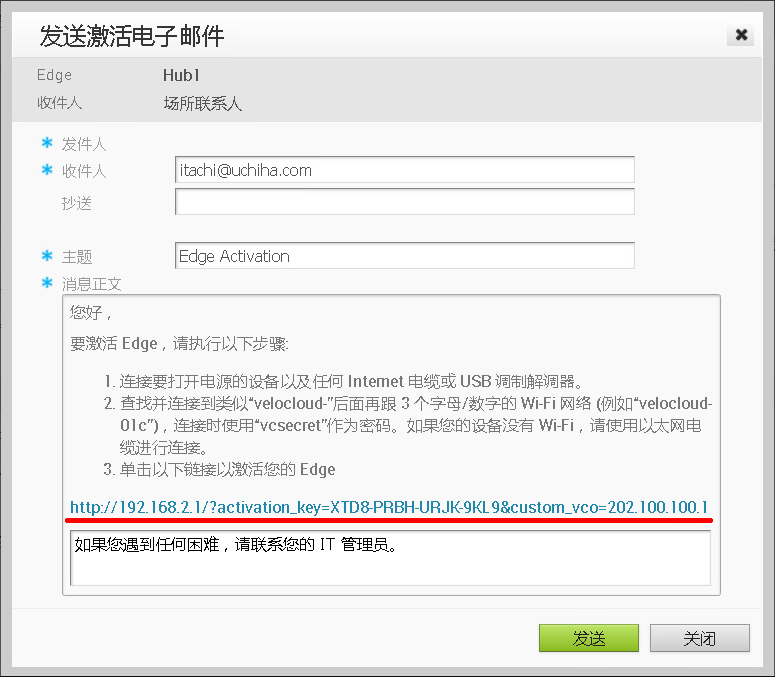 发送激活电子邮件
Edge Hub1
收件人 场所联系人
* 发件人
* 收件人 itachi@uchiha.com
抄送
* 主题 Edge Activation
* 消息正文
您好，
要激活 Edge，请执行以下步骤:
1. 连接要打开电源的设备以及任何 Internet 电缆或 USB 调制解调器。
2. 查找并连接到类似“velocloud-”后面再跟 3 个字母/数字的 Wi-Fi 网络 (例如“velocloud-
01c”)，连接时使用“vcsecret”作为密码。如果您的设备没有 Wi-Fi，请使用以太网电
缆进行连接。
3. 单击以下链接以激活您的 Edge
http://192.168.2.1/?activation_key=XTD8-PRBH-URJK-9KL9&custom_vco=202.100.100.1
如果您遇到任何困难，请联系您的 IT 管理员。
发送 关闭